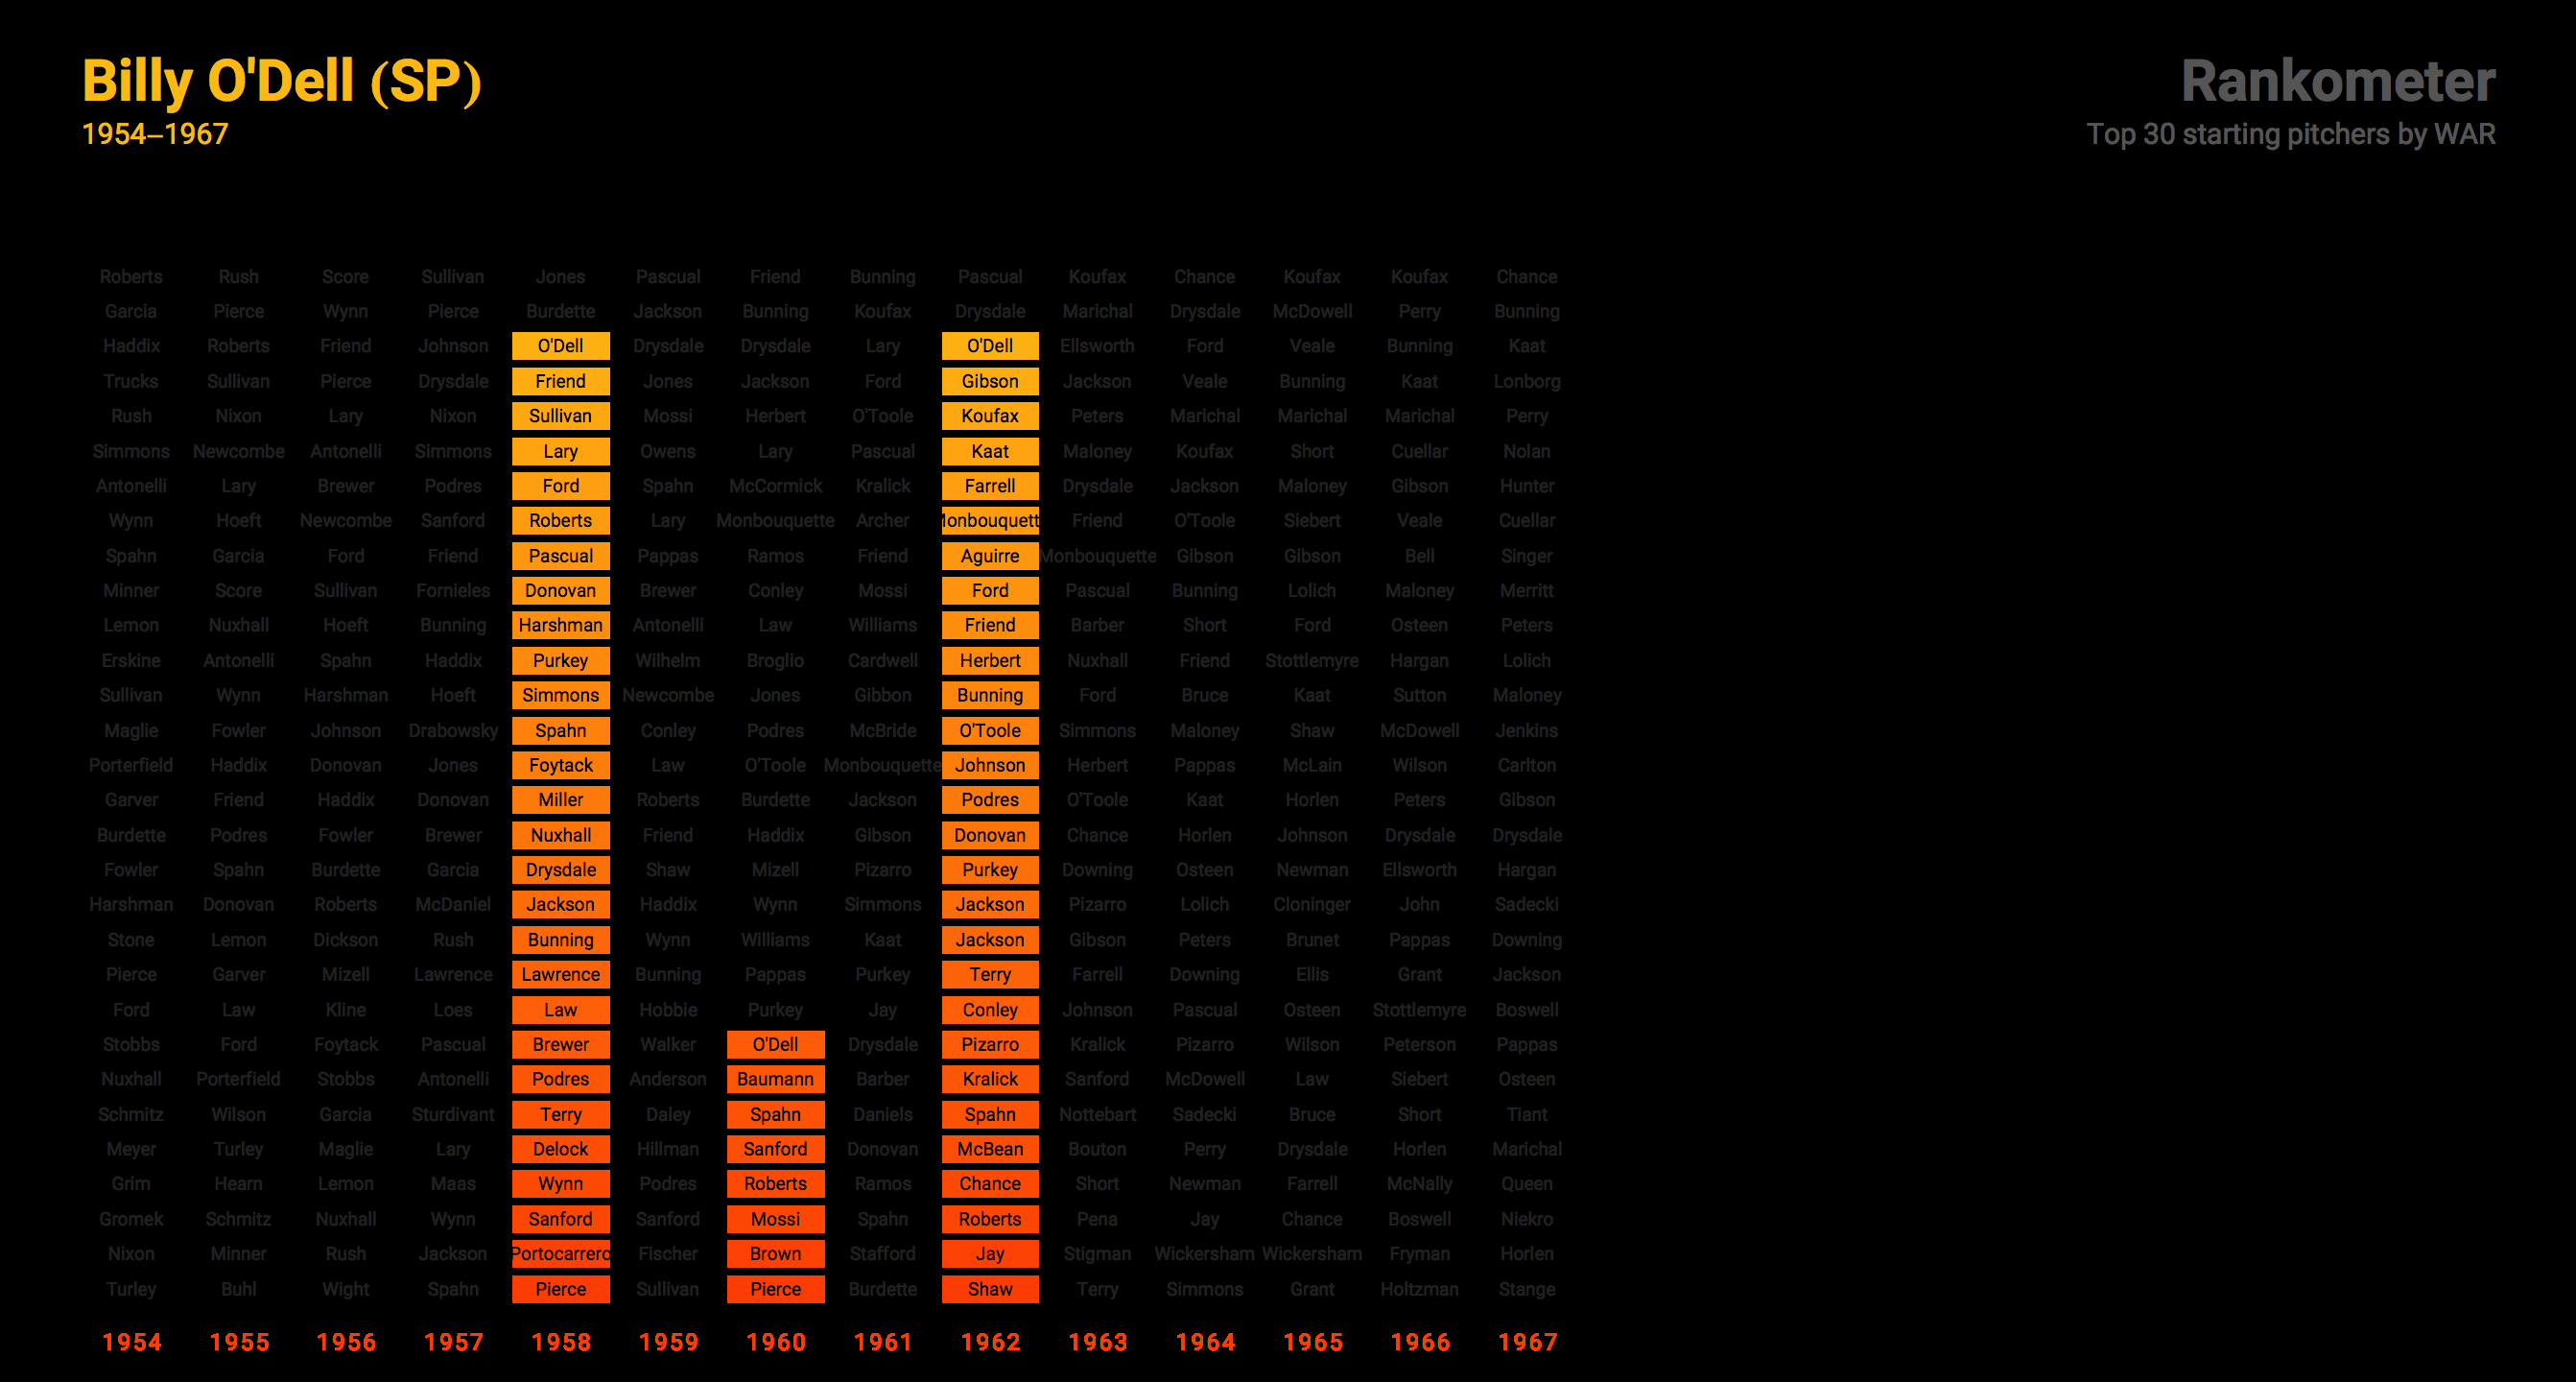 Billy O'Dell (SP)
1954–1967
Rankometer
Top 30 starting pitchers by WAR
Roberts Rush Score Sullivan Jones Pascual Friend Bunning Pascual Koufax Chance Koufax Koufax Chance
Garcia Pierce Wynn Pierce Burdette Jackson Bunning Koufax Drysdale Marichal Drysdale McDowell Perry Bunning
Haddix Roberts Friend Johnson O'Dell Drysdale Drysdale Lary O'Dell Ellsworth Ford Veale Bunning Kaat
Trucks Sullivan Pierce Drysdale Friend Jones Jackson Ford Gibson Jackson Veale Bunning Kaat Lonborg
Rush Nixon Lary Nixon Sullivan Mossi Herbert O'Toole Koufax Peters Marichal Marichal Marichal Perry
Simmons Newcombe Antonelli Simmons Lary Owens Lary Pascual Kaat Maloney Koufax Short Cuellar Nolan
Antonelli Lary Brewer Podres Ford Spahn McCormick Kralick Farrell Drysdale Jackson Maloney Gibson Hunter
Wynn Hoeft Newcombe Sanford Roberts Lary Monbouquette Archer Monbouquett Friend O'Toole Siebert Veale Cuellar
Spahn Garcia Ford Friend Pascual Pappas Ramos Friend Aguirre Monbouquette Gibson Gibson Bell Singer
Minner Score Sullivan Fornieles Donovan Brewer Conley Mossi Ford Pascual Bunning Lolich Maloney Merritt
Lemon Nuxhall Hoeft Bunning Harshman Antonelli Law Williams Friend Barber Short Ford Osteen Peters
Erskine Antonelli Spahn Haddix Purkey Wilhelm Broglio Cardwell Herbert Nuxhall Friend Stottlemyre Hargan Lolich
Sullivan Wynn Harshman Hoeft Simmons Newcombe Jones Gibbon Bunning Ford Bruce Kaat Sutton Maloney
Maglie Fowler Johnson Drabowsky Spahn Conley Podres McBride O'Toole Simmons Maloney Shaw McDowell Jenkins
Porterfield Haddix Donovan Jones Foytack Law O'Toole Monbouquette Johnson Herbert Pappas McLain Wilson Carlton
Garver Friend Haddix Donovan Miller Roberts Burdette Jackson Podres O'Toole Kaat Horlen Peters Gibson
Burdette Podres Fowler Brewer Nuxhall Friend Haddix Gibson Donovan Chance Horlen Johnson Drysdale Drysdale
Fowler Spahn Burdette Garcia Drysdale Shaw Mizell Pizarro Purkey Downing Osteen Newman Ellsworth Hargan
Harshman Donovan Roberts McDaniel Jackson Haddix Wynn Simmons Jackson Pizarro Lolich Cloninger John Sadecki
Stone Lemon Dickson Rush Bunning Wynn Williams Kaat Jackson Gibson Peters Brunet Pappas Downing
Pierce Garver Mizell Lawrence Lawrence Bunning Pappas Purkey Terry Farrell Downing Ellis Grant Jackson
Ford Law Kline Loes Law Hobbie Purkey Jay Conley Johnson Pascual Osteen Stottlemyre Boswell
Stobbs Ford Foytack Pascual Brewer Walker O'Dell Drysdale Pizarro Kralick Pizarro Wilson Peterson Pappas
Nuxhall Porterfield Stobbs Antonelli Podres Anderson Baumann Barber Kralick Sanford McDowell Law Siebert Osteen
Schmitz Wilson Garcia Sturdivant Terry Daley Spahn Daniels Spahn Nottebart Sadecki Bruce Short Tiant
Meyer Turley Maglie Lary Delock Hillman Sanford Donovan McBean Bouton Perry Drysdale Horlen Marichal
Grim Hearn Lemon Maas Wynn Podres Roberts Ramos Chance Short Newman Farrell McNally Queen
Gromek Schmitz Nuxhall Wynn Sanford Sanford Mossi Spahn Roberts Pena Jay Chance Boswell Niekro
Nixon Minner Rush Jackson Portocarrero Fischer Brown Stafford Jay Stigman Wickersham Wickersham Fryman Horlen
Turley Buhl Wight Spahn Pierce Sullivan Pierce Burdette Shaw Terry Simmons Grant Holtzman Stange
1954 1955 1956 1957 1958 1959 1960 1961 1962 1963 1964 1965 1966 1967